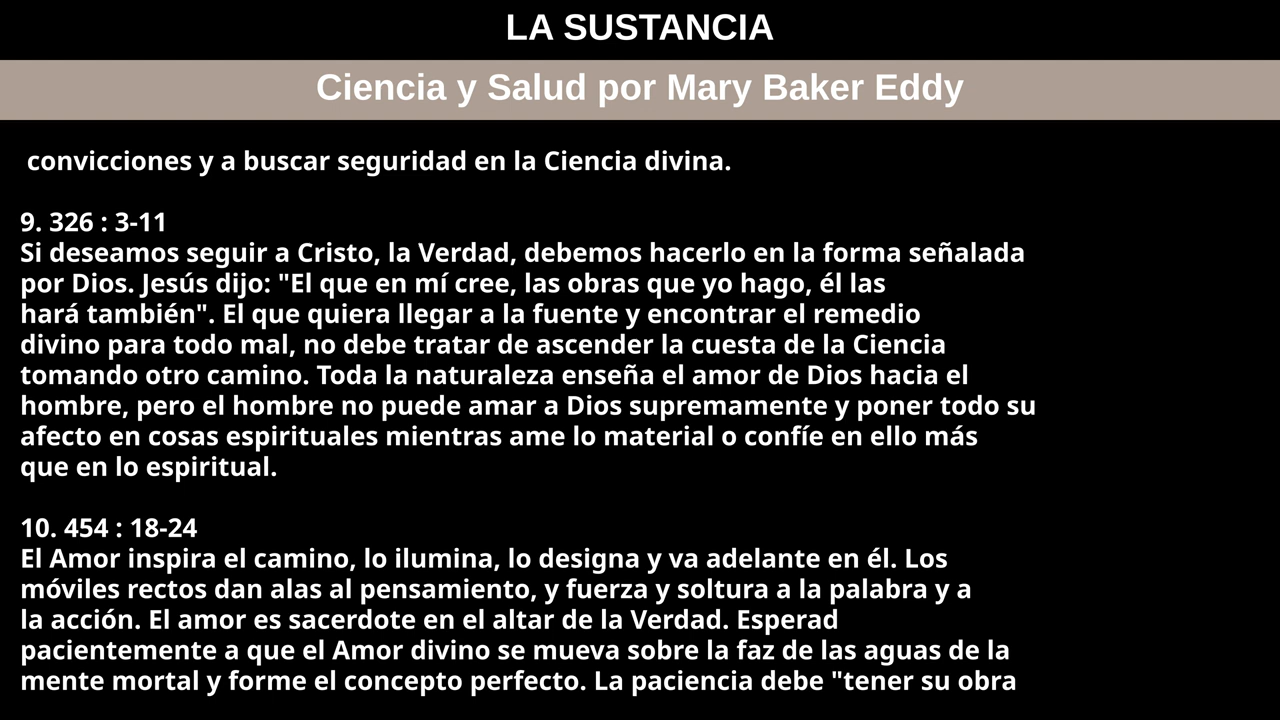 LA SUSTANCIA
Ciencia y Salud por Mary Baker Eddy
convicciones y a buscar seguridad en la Ciencia divina.
9. 326 : 3-11
Si deseamos seguir a Cristo, la Verdad, debemos hacerlo en la forma señalada
por Dios. Jesús dijo: "El que en mí cree, las obras que yo hago, él las
hará también". El que quiera llegar a la fuente y encontrar el remedio
divino para todo mal, no debe tratar de ascender la cuesta de la Ciencia
tomando otro camino. Toda la naturaleza enseña el amor de Dios hacia el
hombre, pero el hombre no puede amar a Dios supremamente y poner todo su
afecto en cosas espirituales mientras ame lo material o confíe en ello más
que en lo espiritual.
10. 454 : 18-24
El Amor inspira el camino, lo ilumina, lo designa y va adelante en él. Los
móviles rectos dan alas al pensamiento, y fuerza y soltura a la palabra y a
la acción. El amor es sacerdote en el altar de la Verdad. Esperad
pacientemente a que el Amor divino se mueva sobre la faz de las aguas de la
mente mortal y forme el concepto perfecto. La paciencia debe "tener su obra